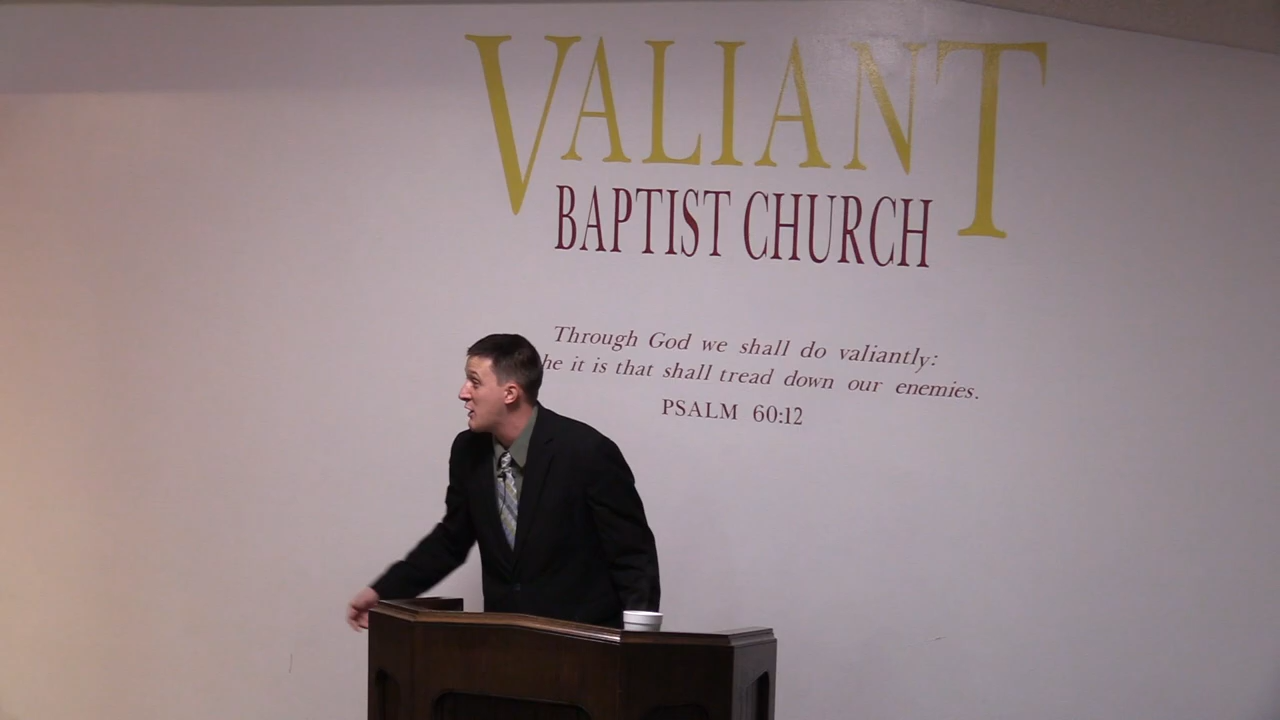 VALIANT
BAPTIST CHURCH
Through God we shall do valiantly:
he it is that shall tread down our enemies.
PSALM 60:12